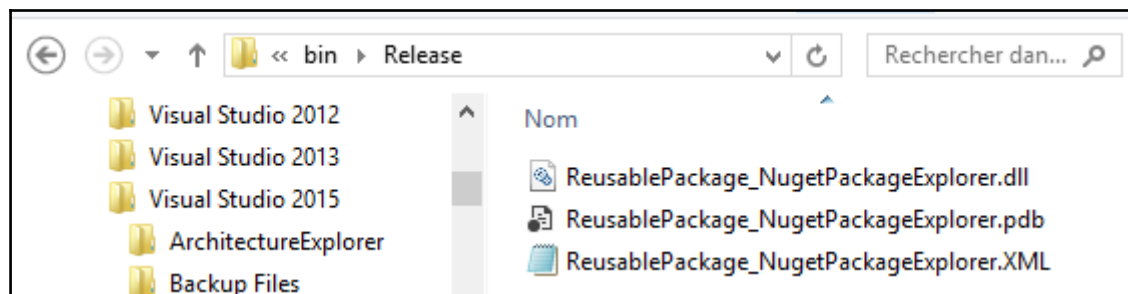 « bin Release Rechercher dan...
Visual Studio 2012
Visual Studio 2013
Visual Studio 2015
ArchitectureExplorer
Backup Files
Nom
ReusablePackage_NugetPackageExplorer.dll
ReusablePackage_NugetPackageExplorer.pdb
ReusablePackage_NugetPackageExplorer.XML